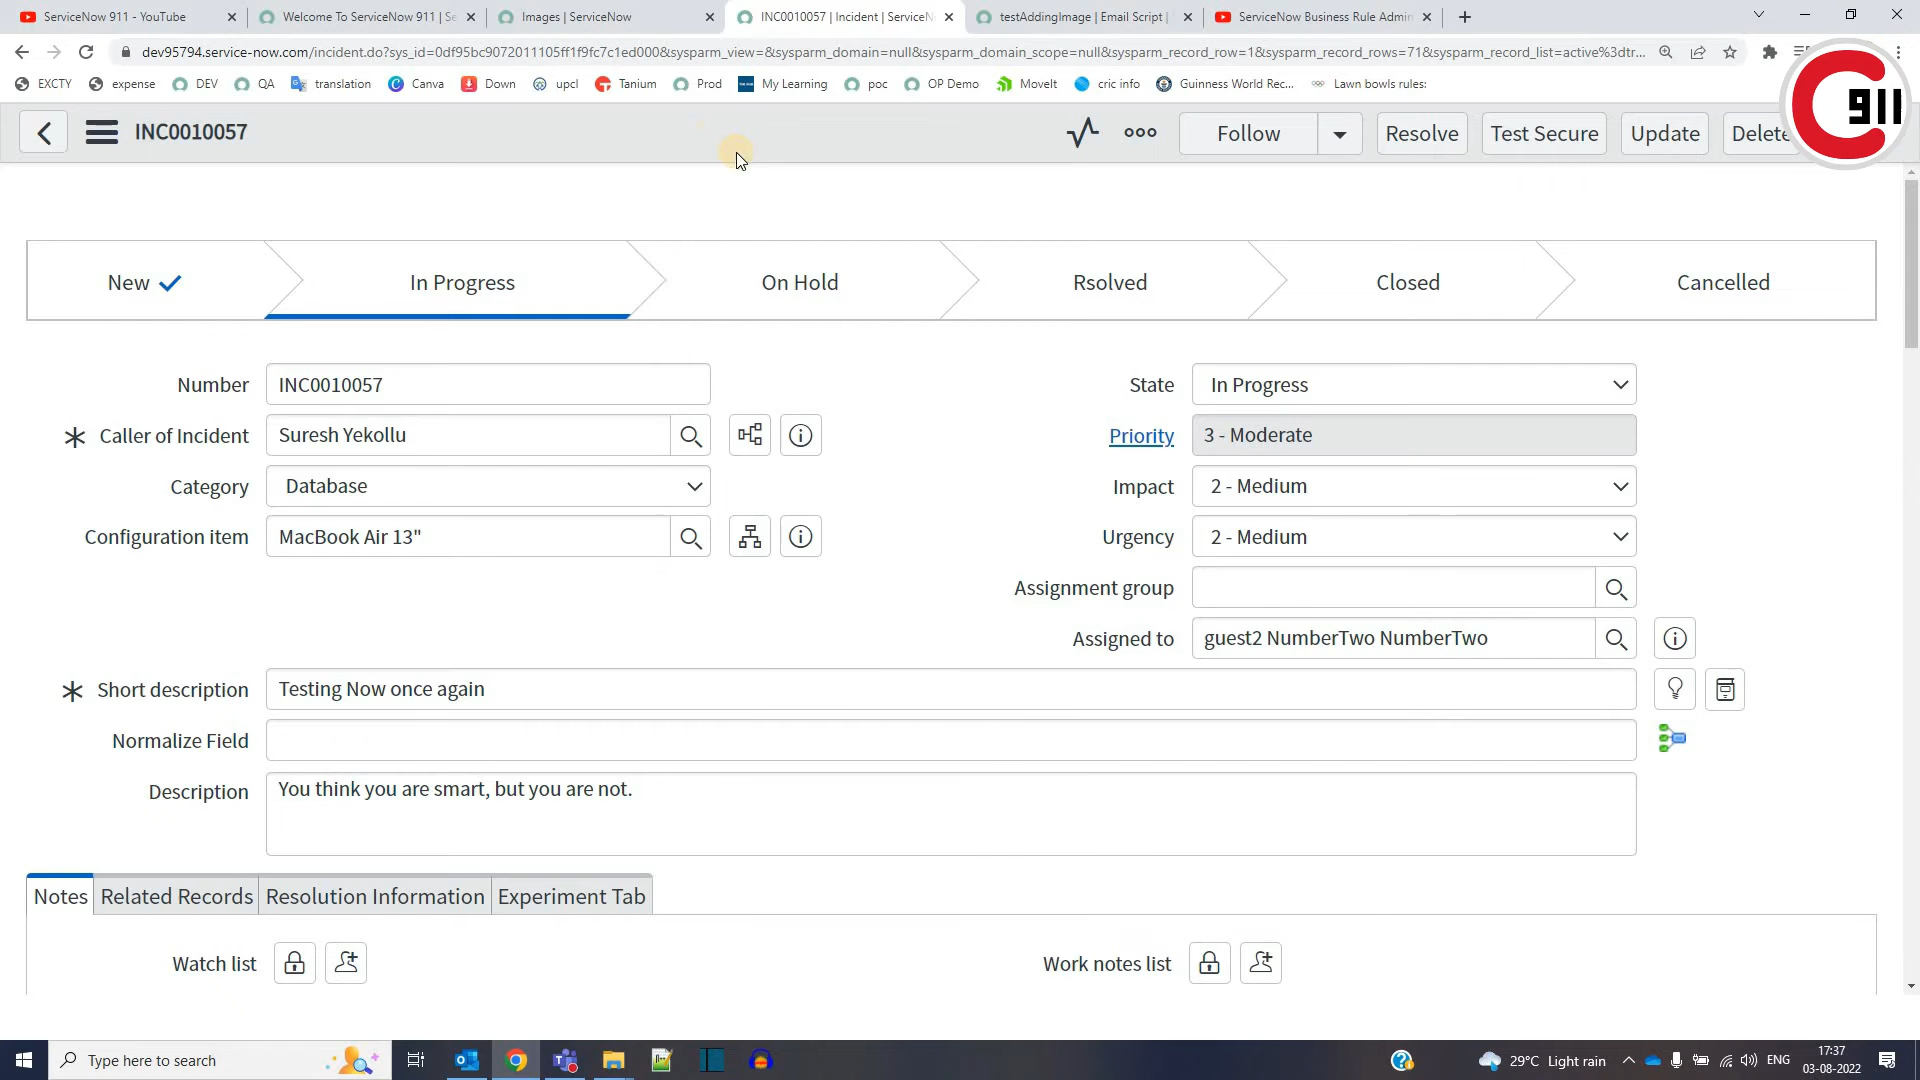 ServiceNow 911 - YouTube
Welcome To ServiceNow 911 | Se
Images | ServiceNow
INC0010057 | Incident | ServiceN
testAddingImage | Email Script |
ServiceNow Business Rule Admin
dev95794.service-now.com/incident.do?sys_id=0df95bc9072011105ff1f9fc7c1ed000&sysparm_view=&sysparm_domain=null&sysparm_domain_scope=null&sysparm_record_row=1&sysparm_record_rows=71&sysparm_record_list=active%3dtr...
EXCTY
expense
DEV
QA
translation
Canva
Down
upcl
Tanium
Prod
My Learning
poc
OP Demo
MoveIt
cric info
Guinness World Rec...
Lawn bowls rules:
C 911
INC0010057
Follow
Resolve
Test Secure
Update
Delete
New
In Progress
On Hold
Rsolved
Closed
Cancelled
Number INC0010057
State In Progress
Caller of Incident Suresh Yekollu
Priority 3 - Moderate
Category Database
Impact 2 - Medium
Configuration item MacBook Air 13"
Urgency 2 - Medium
Assignment group
Assigned to guest2 NumberTwo NumberTwo
Short description Testing Now once again
Normalize Field
Description You think you are smart, but you are not.
Notes
Related Records
Resolution Information
Experiment Tab
Watch list
Work notes list
Type here to search
29°C Light rain
ENG
17:37
03-08-2022